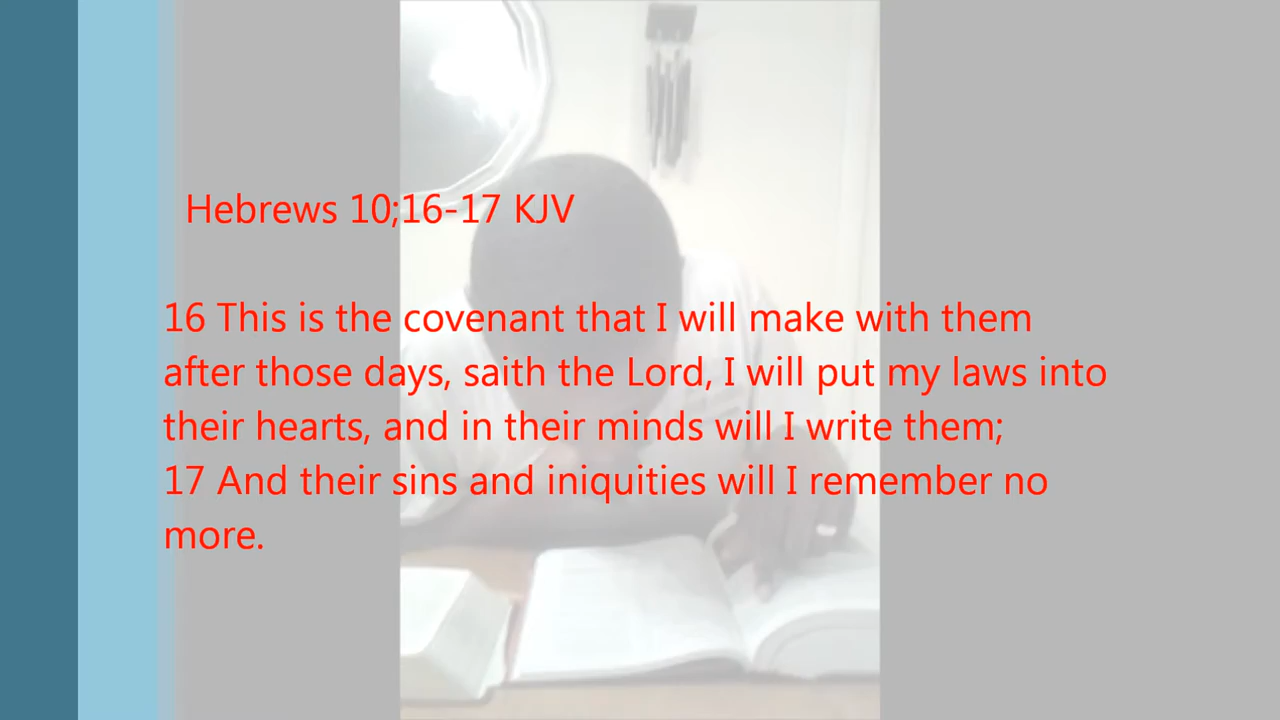 Hebrews 10;16-17 KJV
16 This is the covenant that I will make with them
after those days, saith the Lord, I will put my laws into
their hearts, and in their minds will I write them;
17 And their sins and iniquities will I remember no
more.